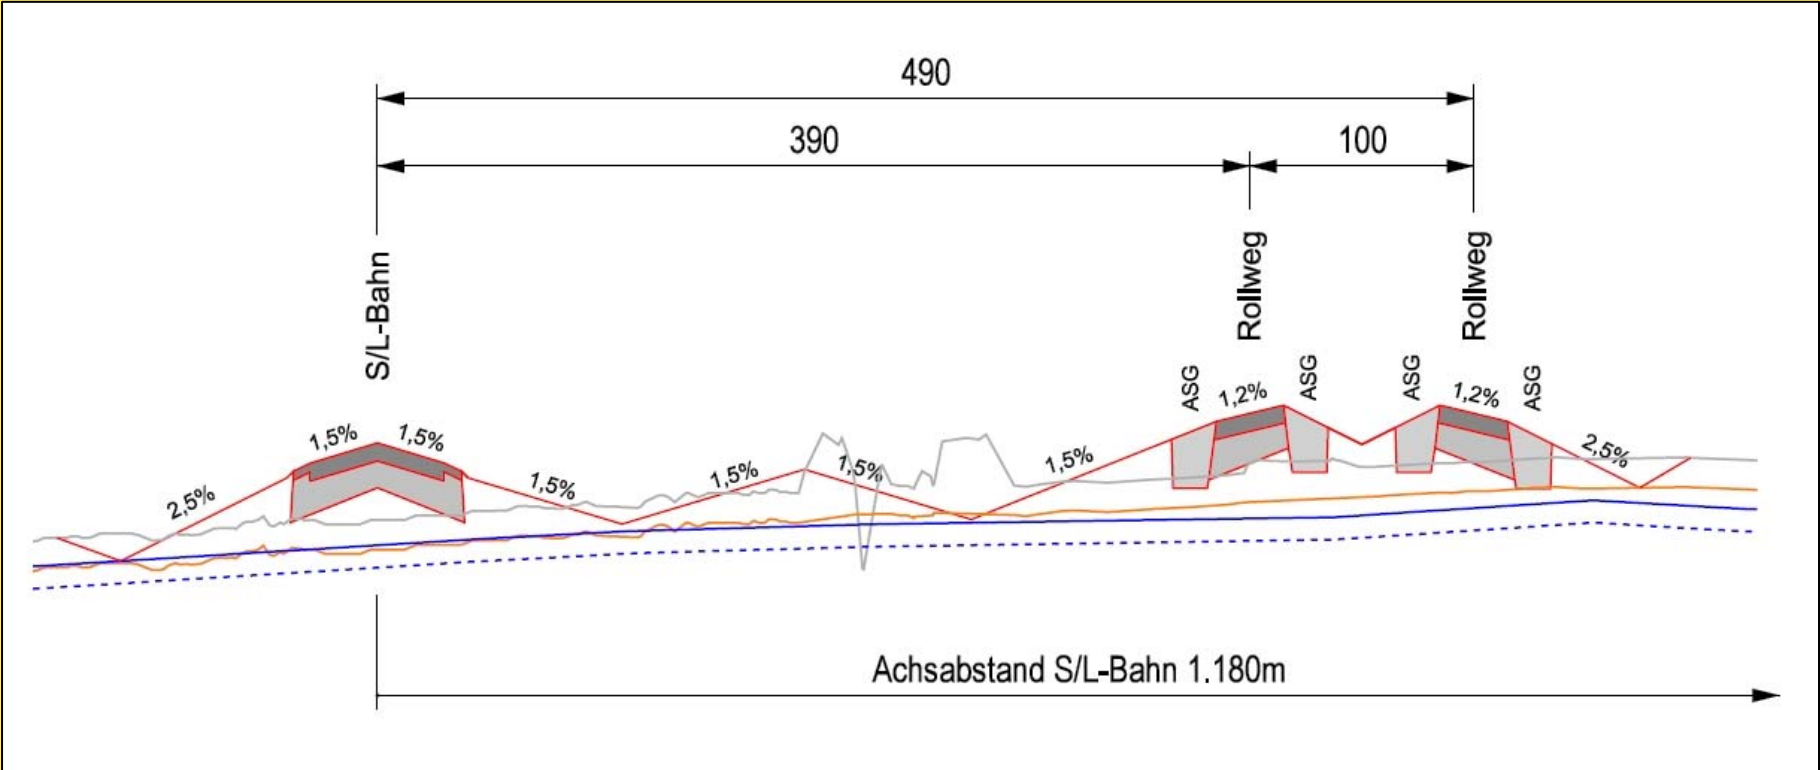 490
390
100
S/L-Bahn
Rollweg
Rollweg
ASG
1,2%
ASG
ASG
1,2%
ASG
2,5%
1,5%
1,5%
1,5%
1,5%
1,5%
1,5%
2,5%
Achsabstand S/L-Bahn 1.180m